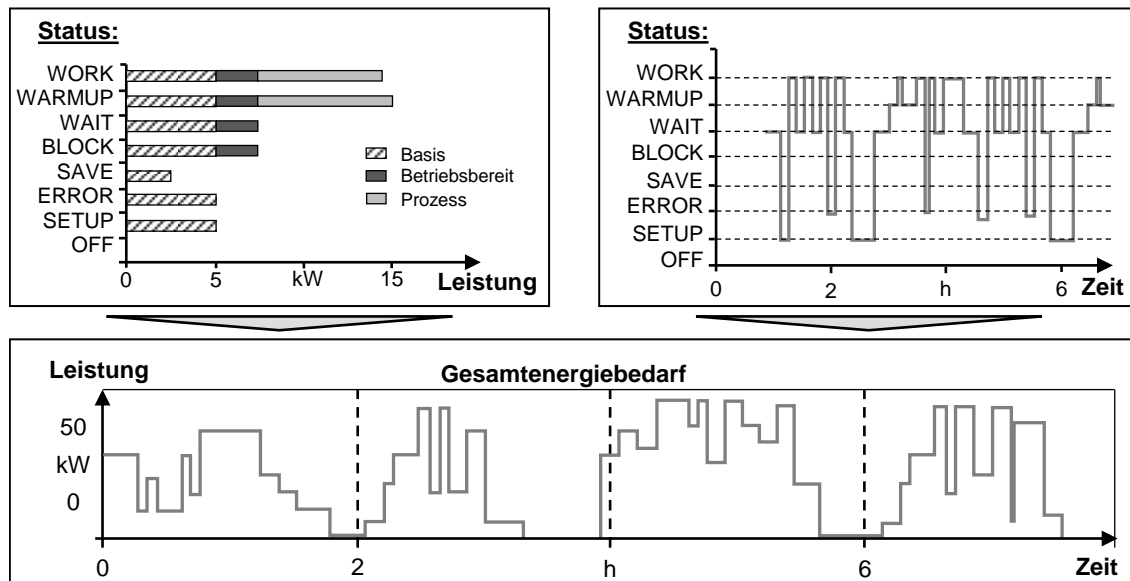 Status:
WORK
WARMUP
WAIT
BLOCK
SAVE
ERROR
SETUP
OFF
Basis
Betriebsbereit
Prozess
0 5 kW 15 Leistung
Status:
WORK
WARMUP
WAIT
BLOCK
SAVE
ERROR
SETUP
OFF
0 2 h 6 Zeit
Leistung Gesamtenergiebedarf
50
kW
0
0 2 h 6 Zeit